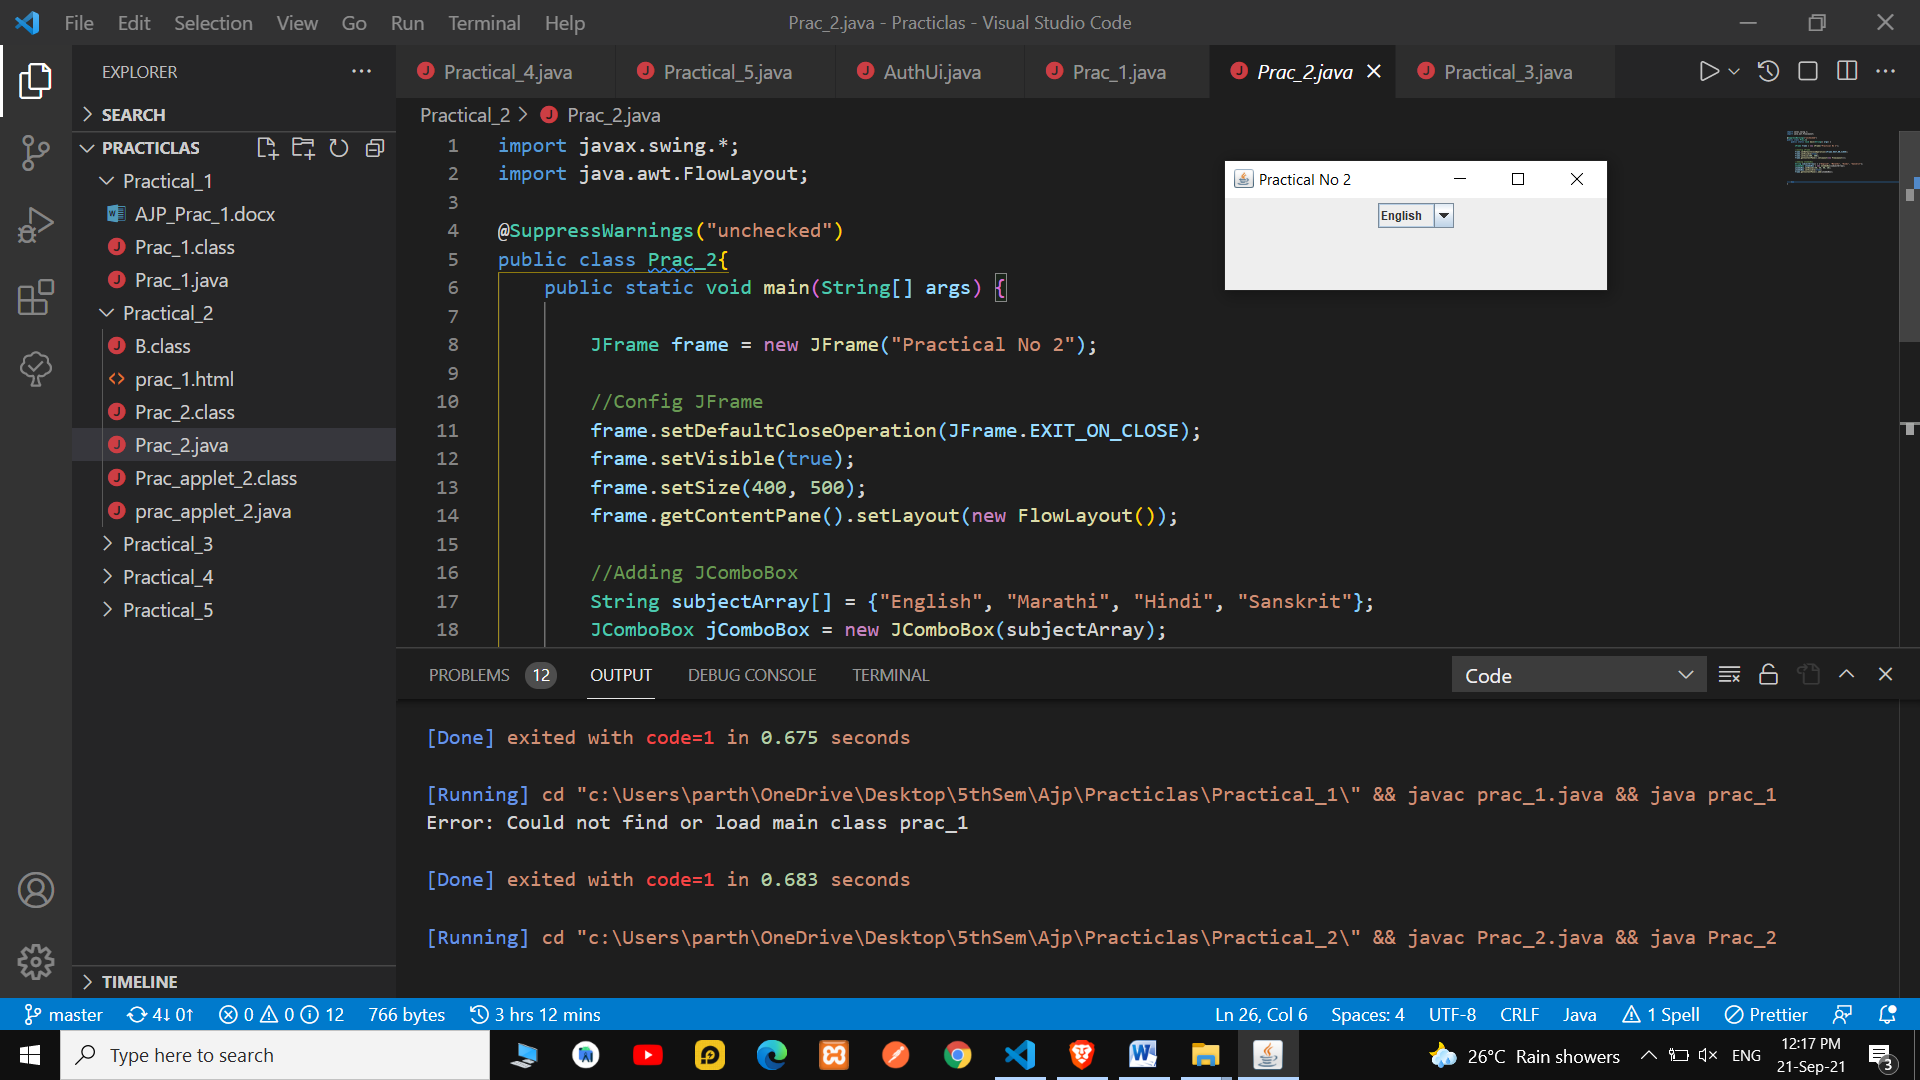 File Edit Selection View Go Run Terminal Help
Prac_2.java - Practiclas - Visual Studio Code
EXPLORER
SEARCH
PRACTICLAS
Practical_1
AJP_Prac_1.docx
Prac_1.class
Prac_1.java
Practical_2
B.class
prac_1.html
Prac_2.class
Prac_2.java
Prac_applet_2.class
prac_applet_2.java
Practical_3
Practical_4
Practical_5
TIMELINE
Practical_4.java Practical_5.java AuthUi.java Prac_1.java Prac_2.java Practical_3.java
Practical_2 > Prac_2.java
1 import javax.swing.*;
2 import java.awt.FlowLayout;
3
4 @SuppressWarnings("unchecked")
5 public class Prac_2{
6 public static void main(String[] args) {
7
8 JFrame frame = new JFrame("Practical No 2");
9
10 //Config JFrame
11 frame.setDefaultCloseOperation(JFrame.EXIT_ON_CLOSE);
12 frame.setVisible(true);
13 frame.setSize(400, 500);
14 frame.getContentPane().setLayout(new FlowLayout());
15
16 //Adding JComboBox
17 String subjectArray[] = {"English", "Marathi", "Hindi", "Sanskrit"};
18 JComboBox jComboBox = new JComboBox(subjectArray);
Practical No 2
English
PROBLEMS 12 OUTPUT DEBUG CONSOLE TERMINAL
Code
[Done] exited with code=1 in 0.675 seconds
[Running] cd "c:\Users\parth\OneDrive\Desktop\5thSem\Ajp\Practiclas\Practical_1\" && javac prac_1.java && java prac_1
Error: Could not find or load main class prac_1
[Done] exited with code=1 in 0.683 seconds
[Running] cd "c:\Users\parth\OneDrive\Desktop\5thSem\Ajp\Practiclas\Practical_2\" && javac Prac_2.java && java Prac_2
master 4↓ 0↑ 0 0 12 766 bytes 3 hrs 12 mins
Ln 26, Col 6 Spaces: 4 UTF-8 CRLF Java 1 Spell Prettier
Type here to search
26°C Rain showers
ENG
12:17 PM
21-Sep-21
3